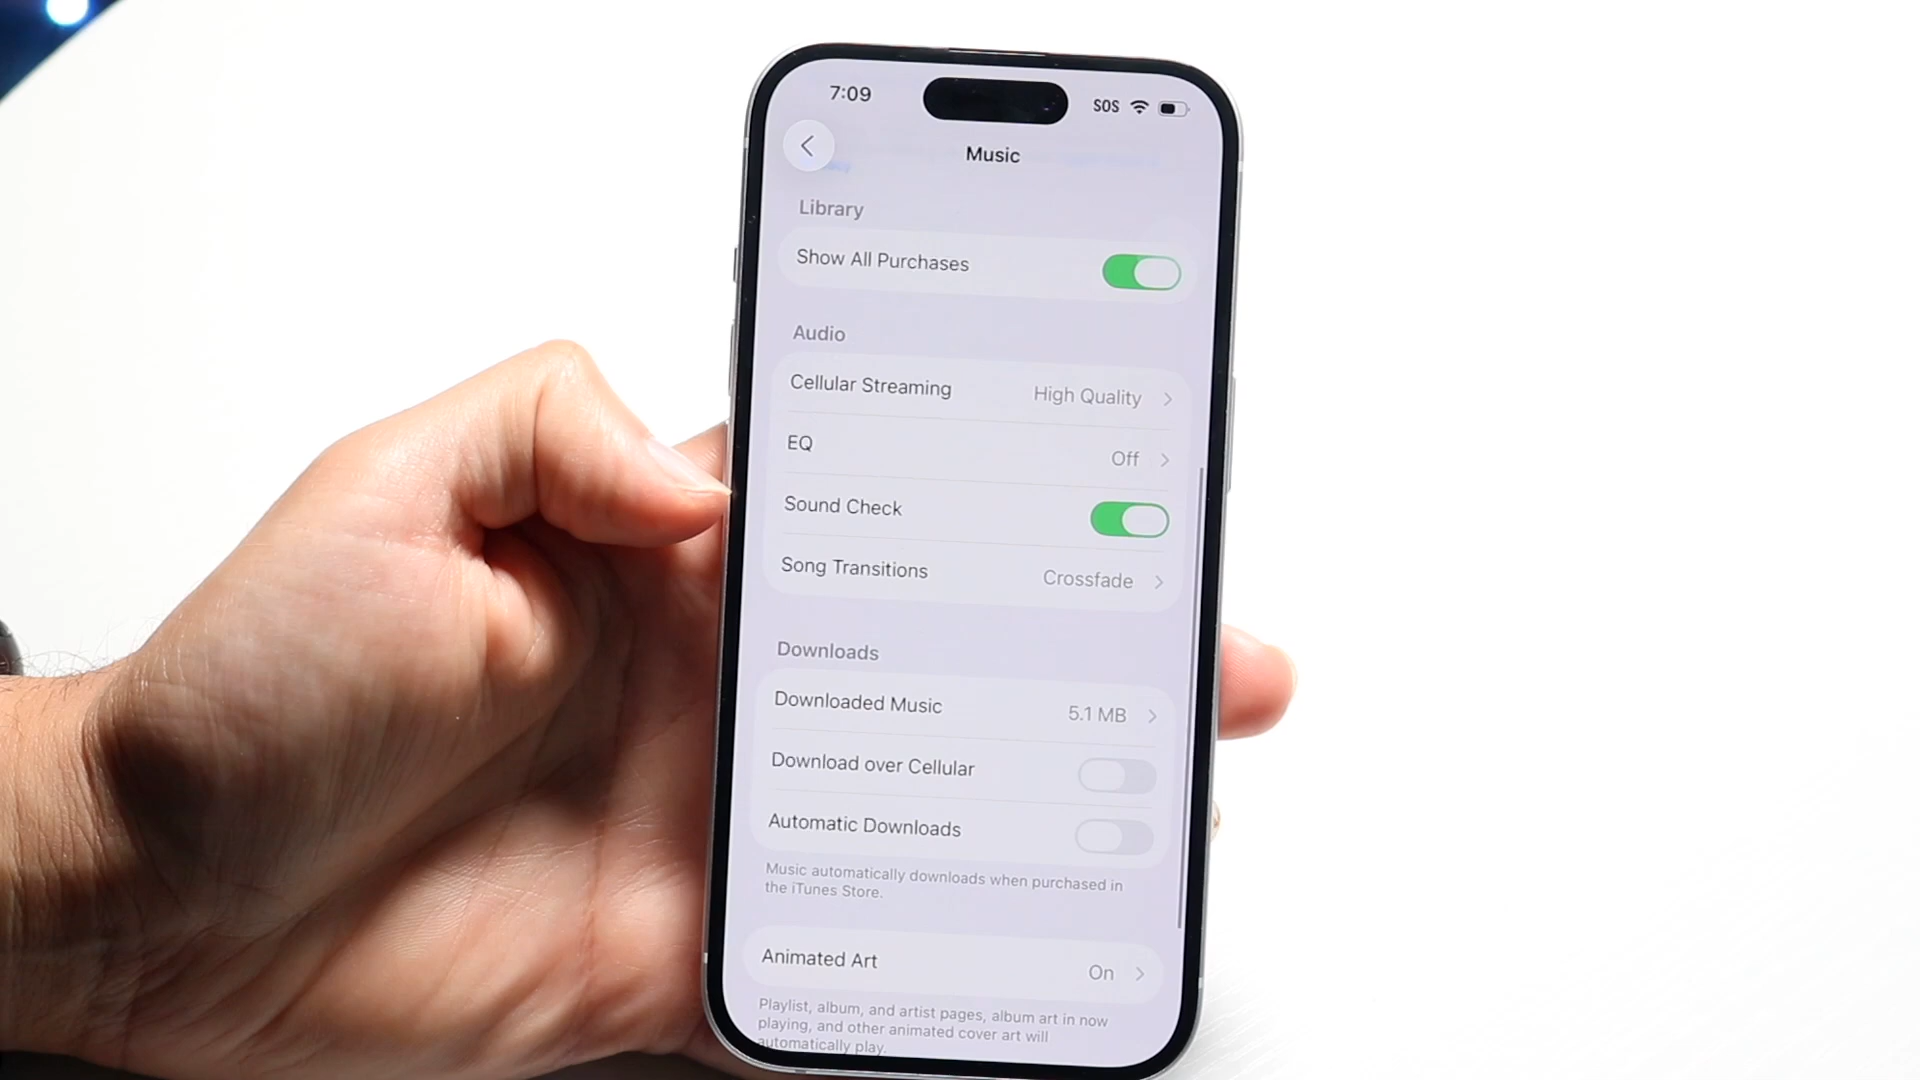 7:09
SOS
Music
Library
Show All Purchases
Audio
Cellular Streaming High Quality
EQ Off
Sound Check
Song Transitions Crossfade
Downloads
Downloaded Music 5.1 MB
Download over Cellular
Automatic Downloads
Music automatically downloads when purchased in
the iTunes Store.
Animated Art On
Playlist, album, and artist pages, album art in now
playing, and other animated cover art will
automatically play.